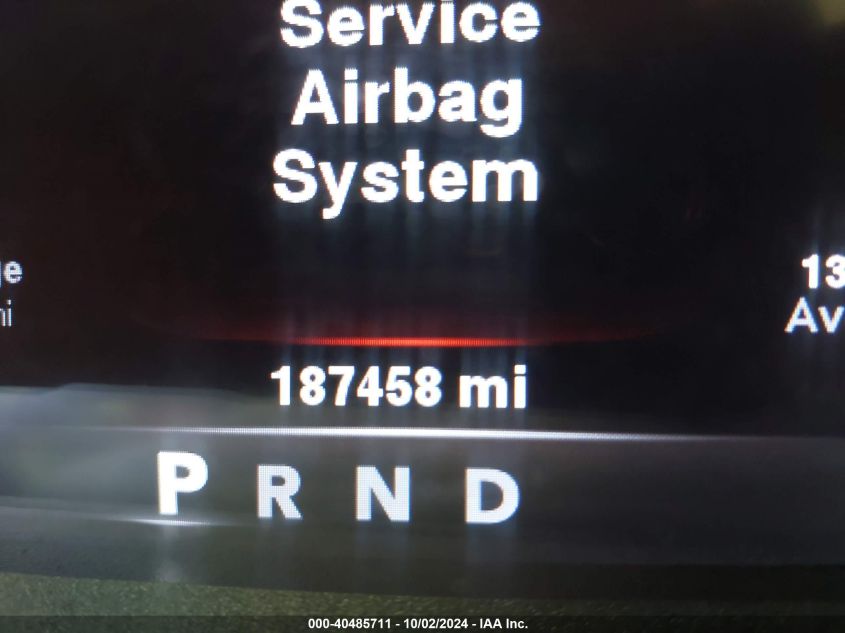 Service
Airbag
System
187458 mi
P R N D
000-40485711 - 10/02/2024 - IAA Inc.